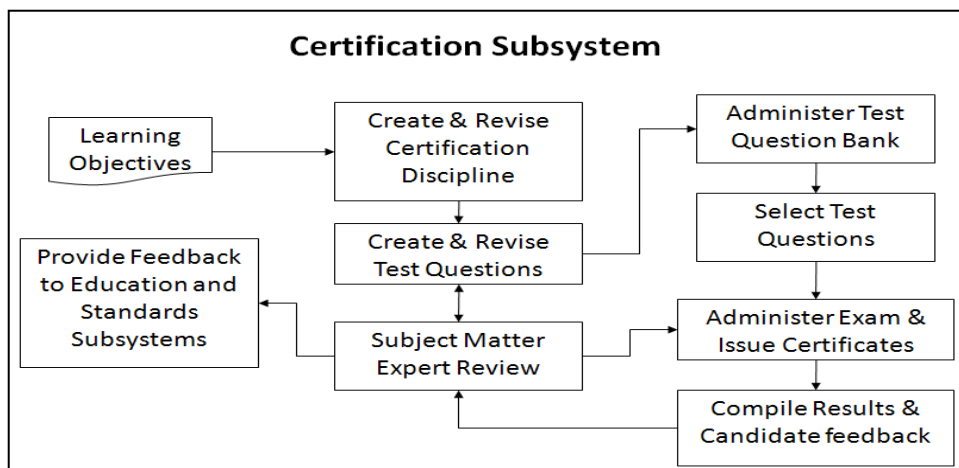 Certification Subsystem
Learning
Objectives
Create & Revise
Certification
Discipline
Administer Test
Question Bank
Select Test
Questions
Create & Revise
Test Questions
Provide Feedback
to Education and
Standards
Subsystems
Subject Matter
Expert Review
Administer Exam &
Issue Certificates
Compile Results &
Candidate feedback